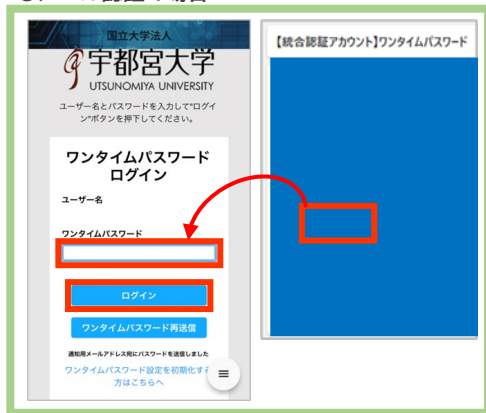 国立大学法人
宇都宮大学
UTSUNOMIYA UNIVERSITY
ユーザー名とパスワードを入力して"ログイ
ン"ボタンを押下してください。
ワンタイムパスワード
ログイン
ユーザー名
ワンタイムパスワード
ログイン
ワンタイムパスワード再送信
通知用メールアドレス宛にパスワードを送信しました
ワンタイムパスワード設定を初期化する
方はこちらへ
【統合認証アカウント】ワンタイムパスワード